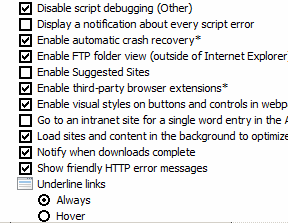 Disable script debugging (Other)
Display a notification about every script error
Enable automatic crash recovery*
Enable FTP folder view (outside of Internet Explorer
Enable Suggested Sites
Enable third-party browser extensions*
Enable visual styles on buttons and controls in webp
Go to an intranet site for a single word entry in the A
Load sites and content in the background to optimize
Notify when downloads complete
Show friendly HTTP error messages
Underline links
Always
Hover